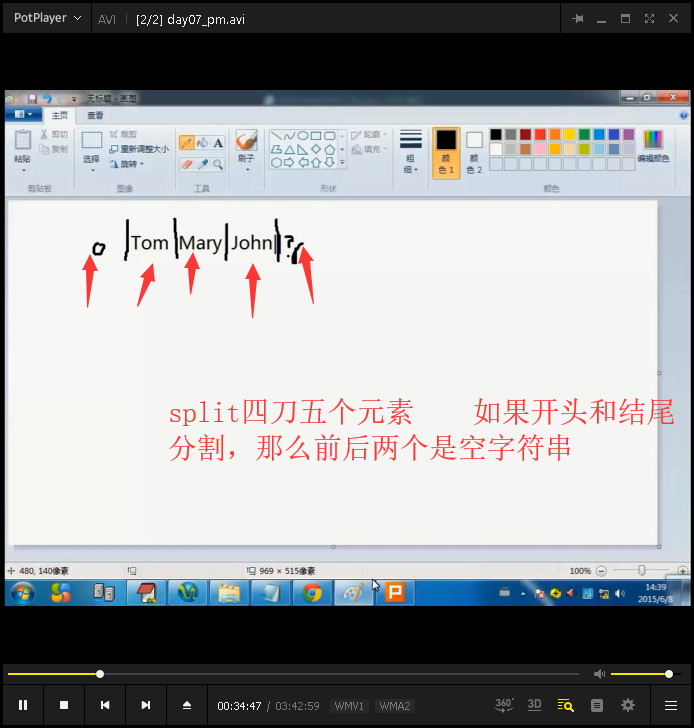 PotPlayer AVI [2/2] day07_pm.avi
无标题 - 画图
主页 查看
粘贴 剪切 复制 选择 裁剪 重新调整大小 旋转 A 刷子 轮廓 填充 粗细 颜色 1 颜色 2 编辑颜色
剪贴板 图像 工具 形状 颜色
o |Tom |Mary |John| ?
split四刀五个元素 如果开头和结尾
分割，那么前后两个是空字符串
480, 140像素 969 × 515像素 100%
14:39
2015/6/8
00:34:47 / 03:42:59 WMV1 WMA2 360° 3D